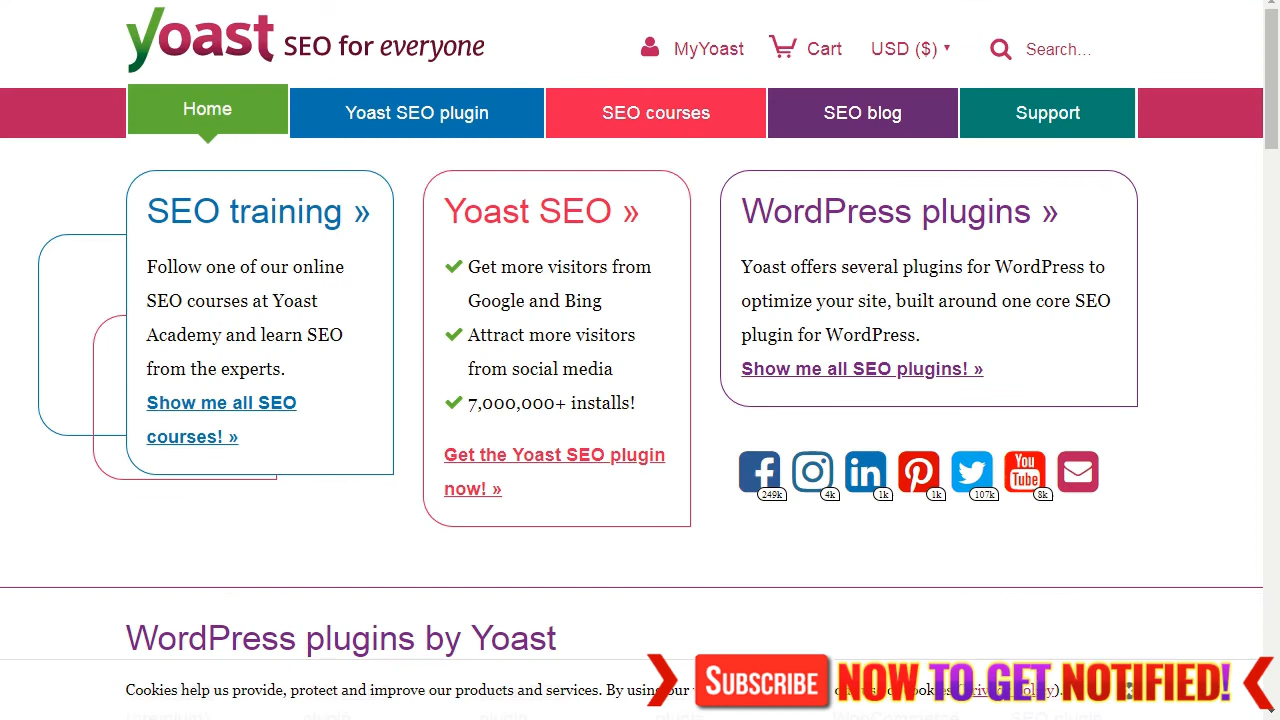 yoast SEO for everyone
MyYoast
Cart
USD ($)
Search...
Home
Yoast SEO plugin
SEO courses
SEO blog
Support
SEO training »
Follow one of our online
SEO courses at Yoast
Academy and learn SEO
from the experts.
Show me all SEO
courses! »
Yoast SEO »
Get more visitors from
Google and Bing
Attract more visitors
from social media
7,000,000+ installs!
Get the Yoast SEO plugin
now! »
WordPress plugins »
Yoast offers several plugins for WordPress to
optimize your site, built around one core SEO
plugin for WordPress.
Show me all SEO plugins! »
249k
4k
in
1k
1k
107k
You
Tube
8k
WordPress plugins by Yoast
Cookies help us provide, protect and improve our products and services. By using our
SUBSCRIBE NOW TO GET NOTIFIED!